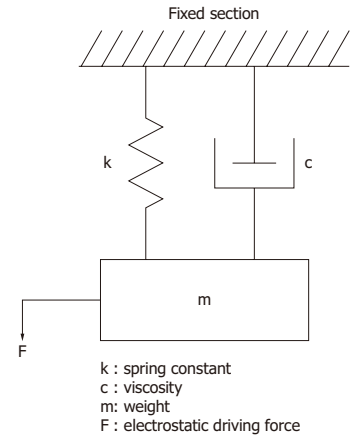 Fixed section
k
c
m
F
k : spring constant
c : viscosity
m: weight
F : electrostatic driving force